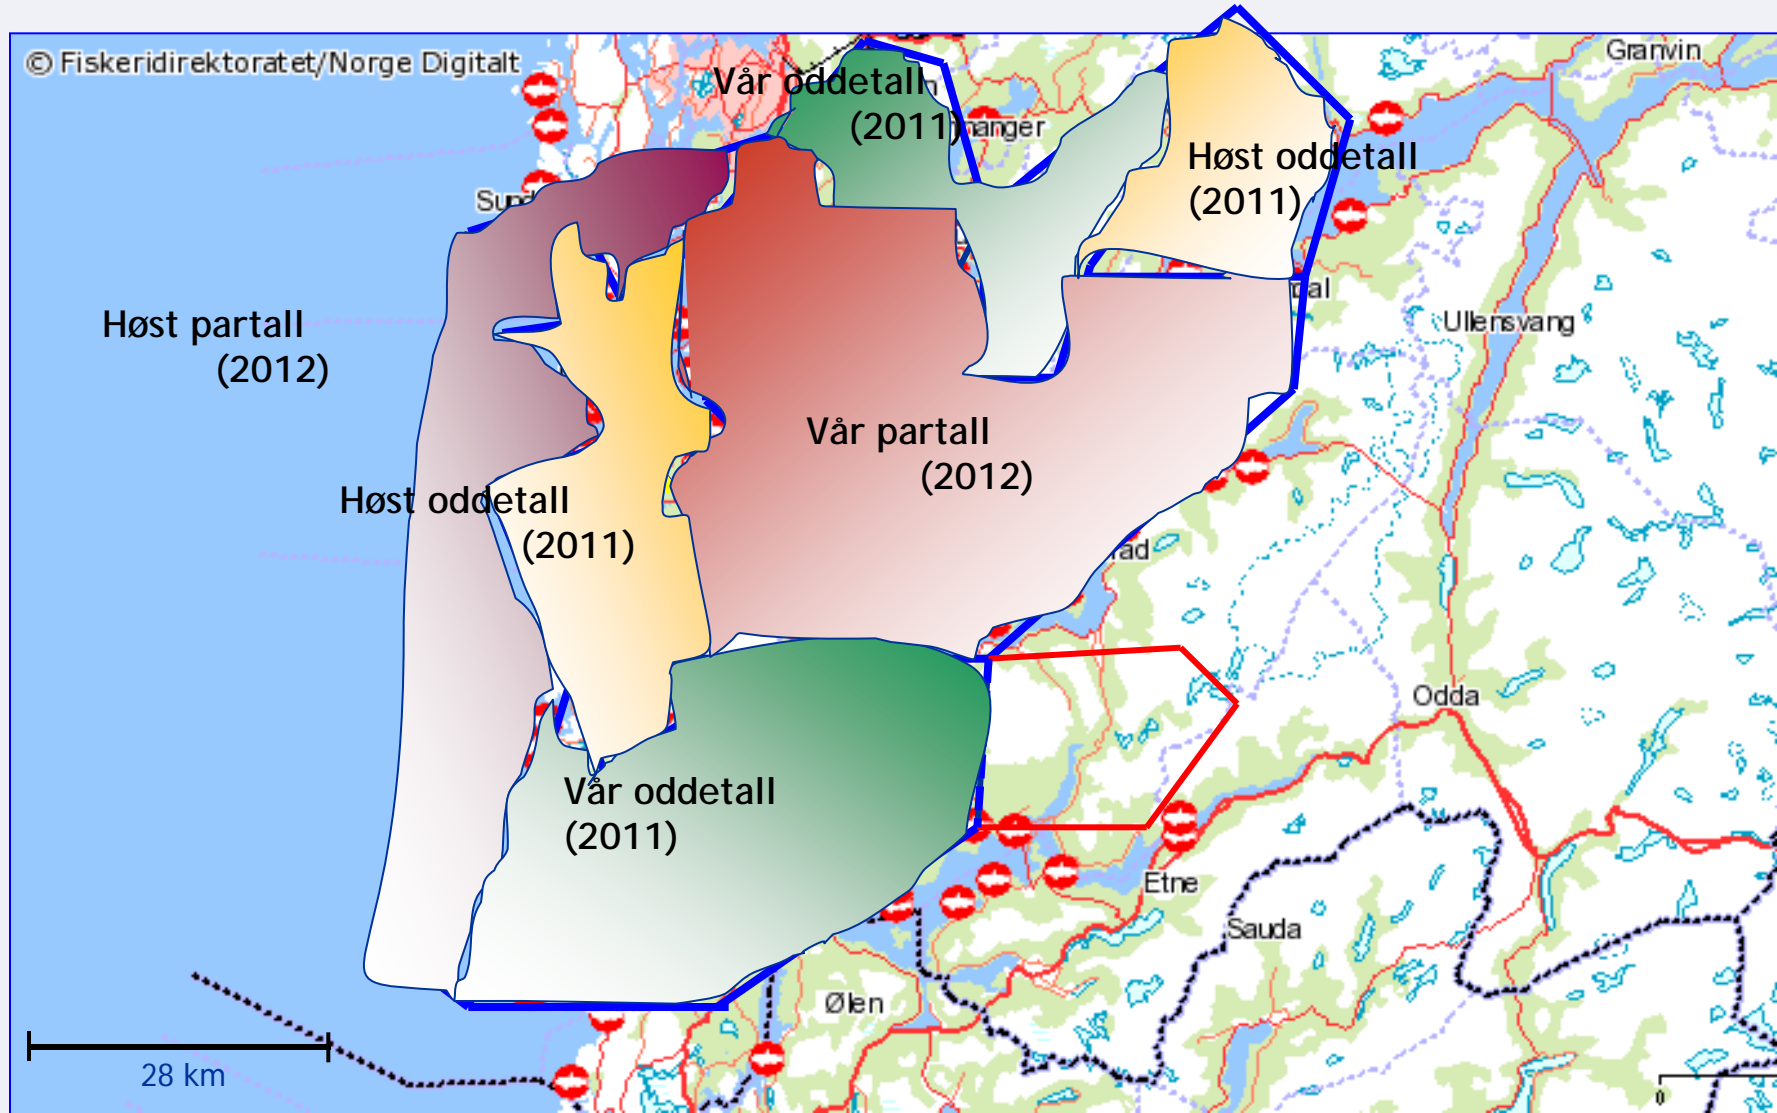 © Fiskeridirektoratet/Norge Digitalt
Granvin
Vår oddetall
(2011)
Høst oddetall
(2011)
Høst partall
(2012)
Ullensvang
Vår partall
(2012)
Høst oddetall
(2011)
Odda
Vår oddetall
(2011)
Etne
Sauda
Ølen
28 km
0